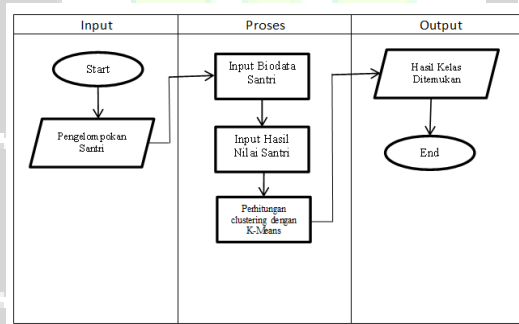 Input
Proses
Output
Start
Pengelompokan
Santri
Input Biodata
Santri
Input Hasil
Nilai Santri
Perhitungan
clustering dengan
K-Means
Hasil Kelas
Ditemukan
End